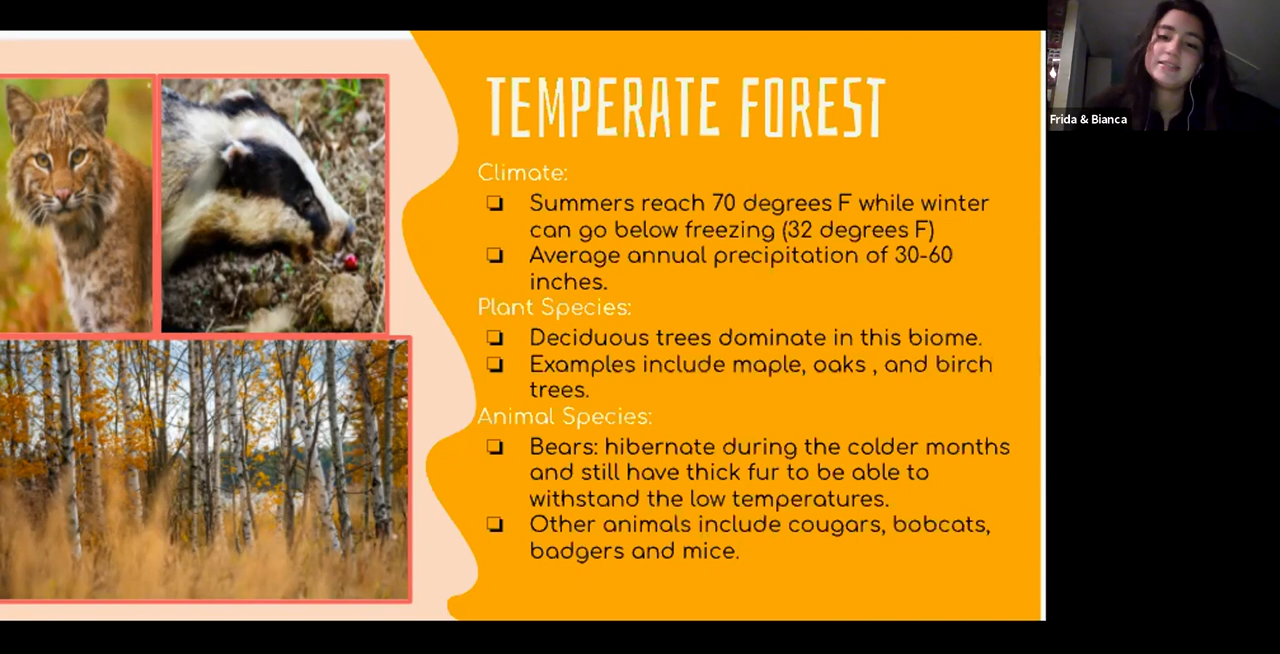 TEMPERATE FOREST
Climate:
❏ Summers reach 70 degrees F while winter
can go below freezing (32 degrees F)
❏ Average annual precipitation of 30-60
inches.
Plant Species:
❏ Deciduous trees dominate in this biome.
❏ Examples include maple, oaks , and birch
trees.
Animal Species:
❏ Bears: hibernate during the colder months
and still have thick fur to be able to
withstand the low temperatures.
❏ Other animals include cougars, bobcats,
badgers and mice.
Frida & Bianca